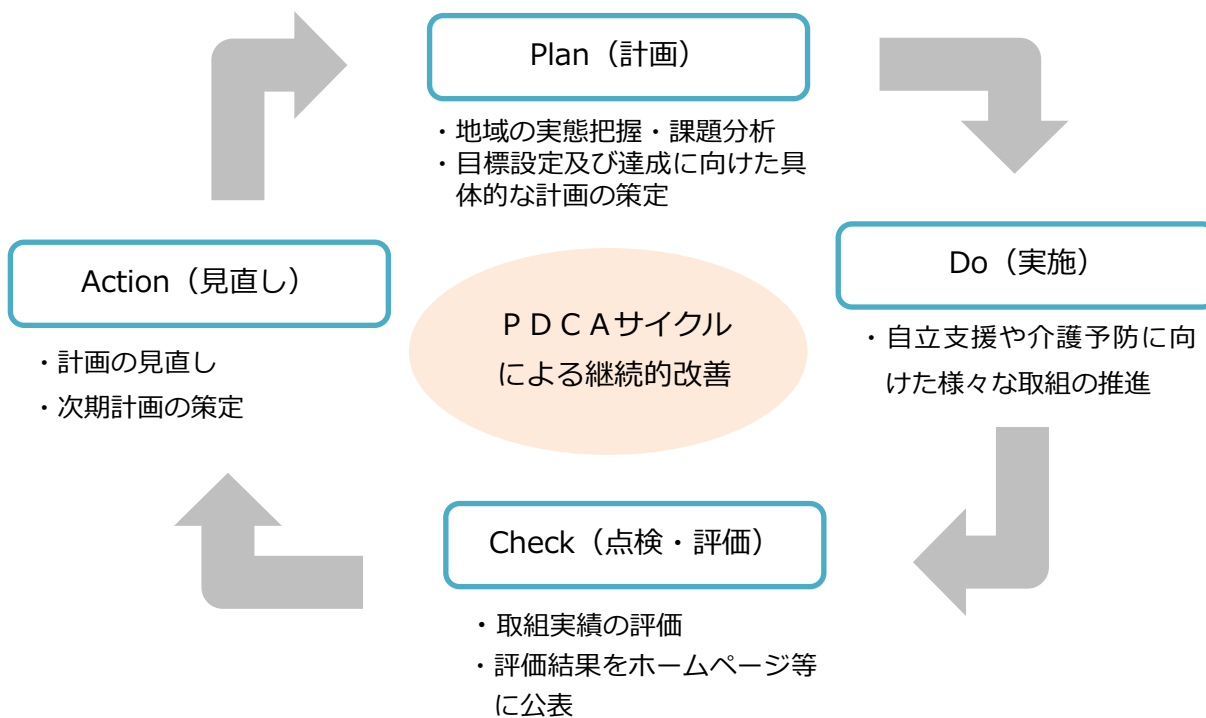 Plan（計画）
・地域の実態把握・課題分析
・目標設定及び達成に向けた具
体的な計画の策定
Do（実施）
・自立支援や介護予防に向
けた様々な取組の推進
Action（見直し）
・計画の見直し
・次期計画の策定
ＰＤＣＡサイクル
による継続的改善
Check（点検・評価）
・取組実績の評価
・評価結果をホームページ等
に公表